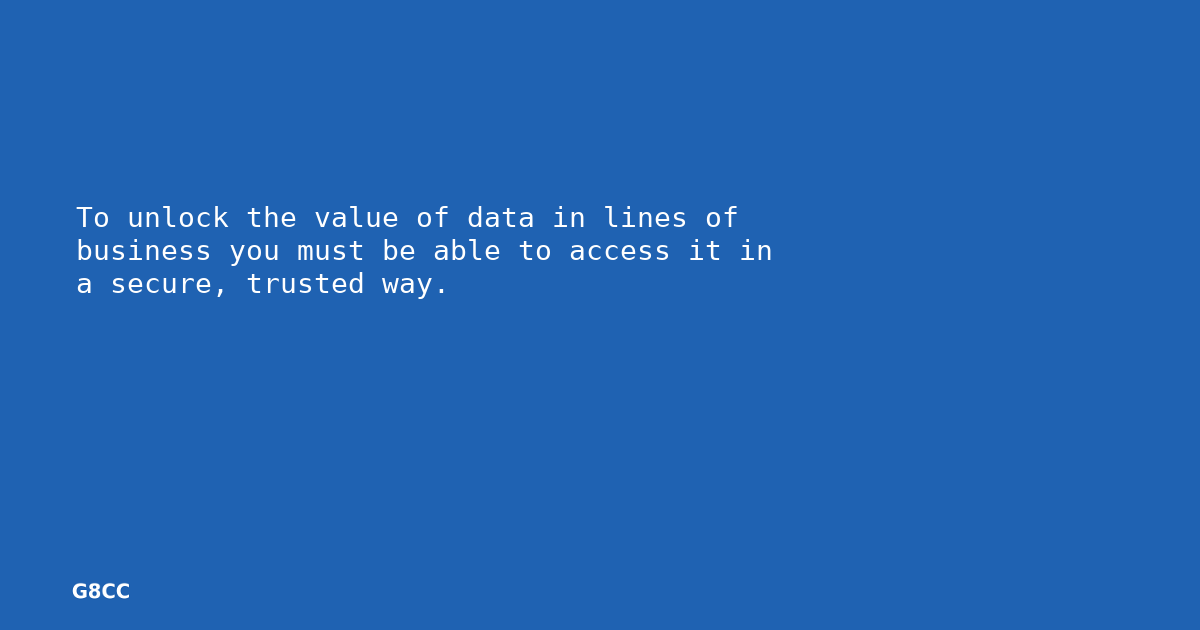 To unlock the value of data in lines of
business you must be able to access it in
a secure, trusted way.
G8CC